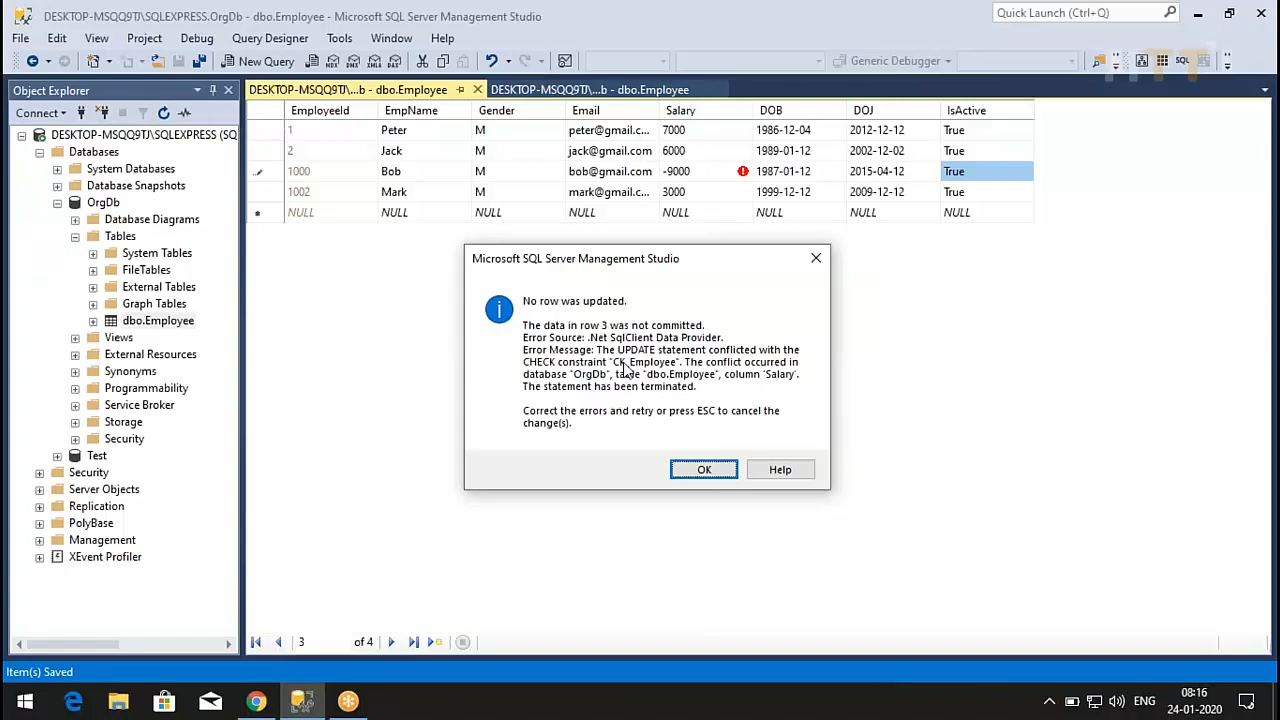 DESKTOP-MSQQ9TJ\SQLEXPRESS.OrgDb - dbo.Employee - Microsoft SQL Server Management Studio
Quick Launch (Ctrl+Q)
File Edit View Project Debug Query Designer Tools Window Help
New Query
Generic Debugger
Object Explorer
DESKTOP-MSQQ9TJ\...b - dbo.Employee
DESKTOP-MSQQ9TJ\...b - dbo.Employee
Connect
DESKTOP-MSQQ9TJ\SQLEXPRESS (SQ
Databases
System Databases
Database Snapshots
OrgDb
Database Diagrams
Tables
System Tables
FileTables
External Tables
Graph Tables
dbo.Employee
Views
External Resources
Synonyms
Programmability
Service Broker
Storage
Security
Test
Security
Server Objects
Replication
PolyBase
Management
XEvent Profiler
EmployeeId EmpName Gender Email Salary DOB DOJ IsActive
1 Peter M peter@gmail.c... 7000 1986-12-04 2012-12-12 True
2 Jack M jack@gmail.com 6000 1989-01-12 2002-12-02 True
1000 Bob M bob@gmail.com -9000 1987-01-12 2015-04-12 True
1002 Mark M mark@gmail.c... 3000 1999-12-12 2009-12-12 True
NULL NULL NULL NULL NULL NULL NULL NULL
Microsoft SQL Server Management Studio
No row was updated.
The data in row 3 was not committed.
Error Source: .Net SqlClient Data Provider.
Error Message: The UPDATE statement conflicted with the
CHECK constraint "CK_Employee". The conflict occurred in
database "OrgDb", table "dbo.Employee", column 'Salary'.
The statement has been terminated.
Correct the errors and retry or press ESC to cancel the
change(s).
OK
Help
3 of 4
Item(s) Saved
ENG
08:16
24-01-2020